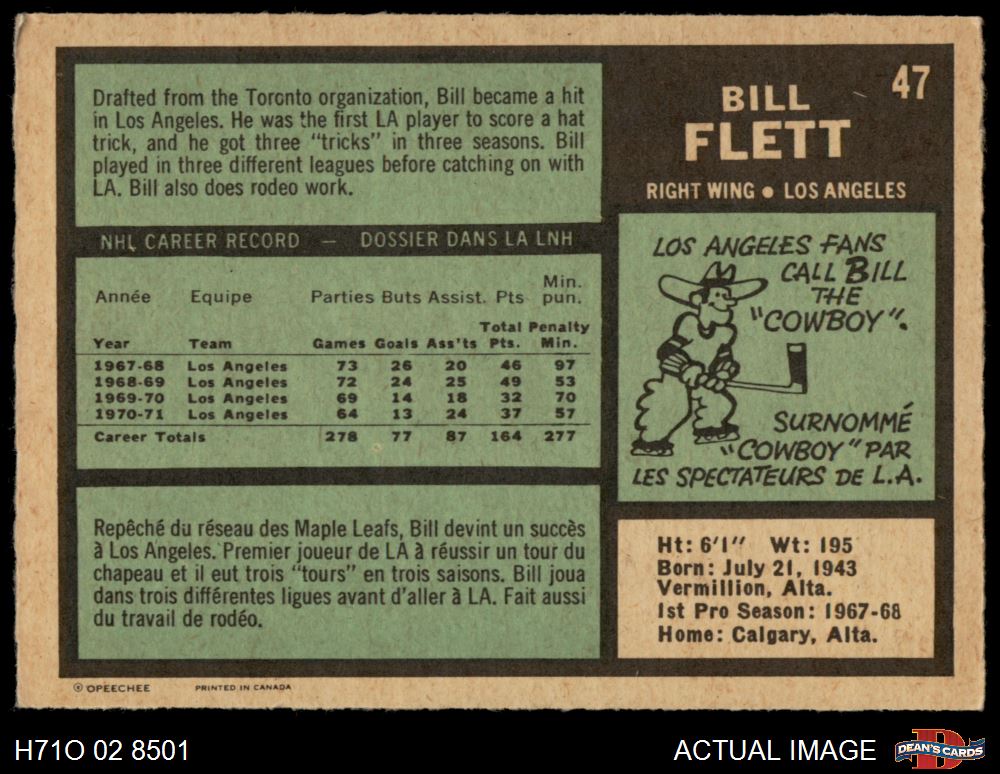 47
BILL
FLETT
RIGHT WING ● LOS ANGELES
Drafted from the Toronto organization, Bill became a hit
in Los Angeles. He was the first LA player to score a hat
trick, and he got three "tricks" in three seasons. Bill
played in three different leagues before catching on with
LA. Bill also does rodeo work.
NHL CAREER RECORD — DOSSIER DANS LA LNH
Année Equipe Parties Buts Assist. Pts Min. pun.
Year Team Games Goals Ass'ts Total Pts. Penalty Min.
1967-68 Los Angeles 73 26 20 46 97
1968-69 Los Angeles 72 24 25 49 53
1969-70 Los Angeles 69 14 18 32 70
1970-71 Los Angeles 64 13 24 37 57
Career Totals 278 77 87 164 277
Repêché du réseau des Maple Leafs, Bill devint un succès
à Los Angeles. Premier joueur de LA à réussir un tour du
chapeau et il eut trois "tours" en trois saisons. Bill joua
dans trois différentes ligues avant d'aller à LA. Fait aussi
du travail de rodéo.
LOS ANGELES FANS
CALL BILL
THE
"COWBOY".
SURNOMMÉ
"COWBOY" PAR
LES SPECTATEURS DE L.A.
Ht: 6'1" Wt: 195
Born: July 21, 1943
Vermillion, Alta.
1st Pro Season: 1967-68
Home: Calgary, Alta.
© OPEECHEE PRINTED IN CANADA
H71O 02 8501
ACTUAL IMAGE
D
DEAN'S CARDS